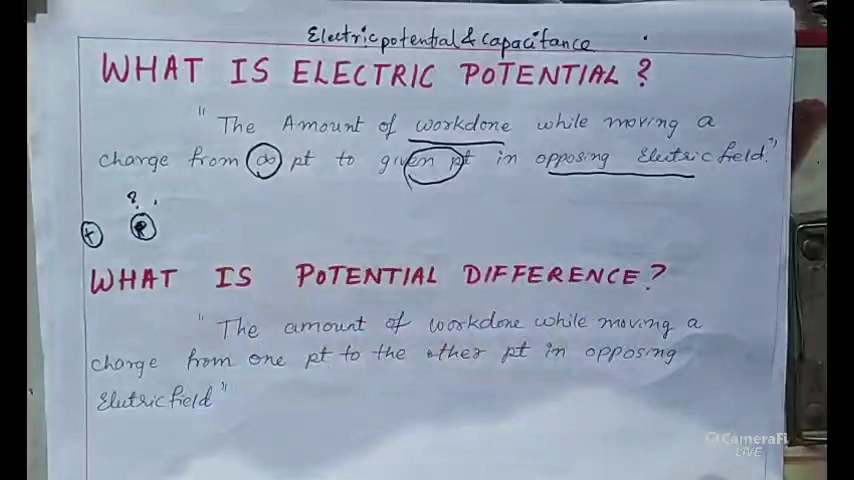 Electric potential & capacitance
WHAT IS ELECTRIC POTENTIAL?
"The Amount of workdone while moving a
charge from ∞ pt to given pt in opposing Electric field."
?
+ P
WHAT IS POTENTIAL DIFFERENCE?
"The amount of workdone while moving a
charge from one pt to the other pt in opposing
Elutric field"
CameraFi
LIVE